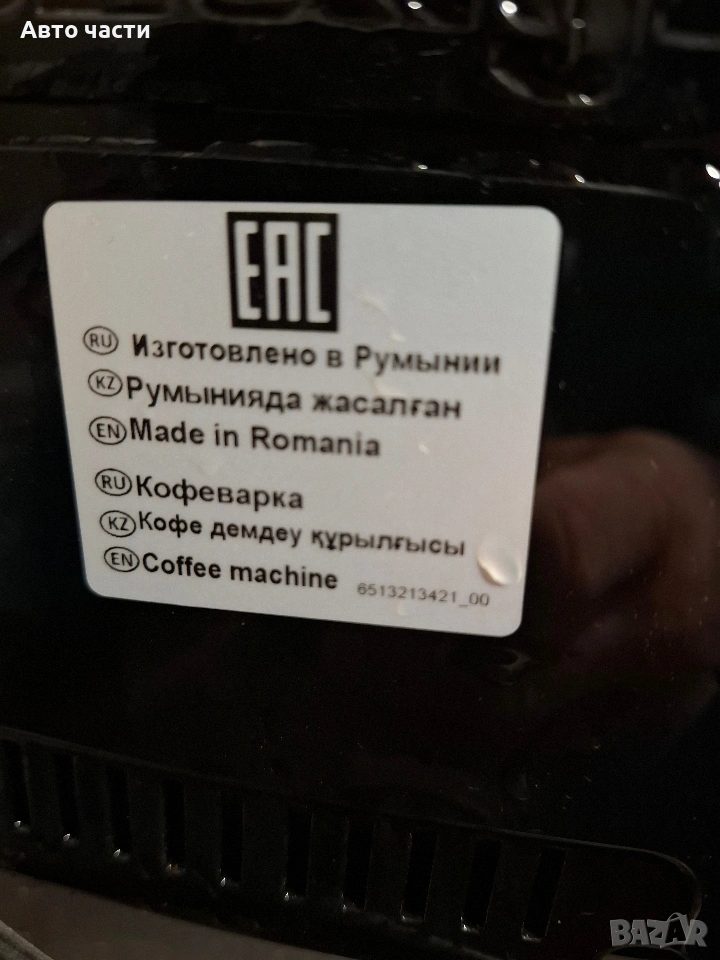 Авто части
EAC
RU Изготовлено в Румынии
KZ Румынияда жасалған
EN Made in Romania
RU Кофеварка
KZ Кофе демдеу құрылғысы
EN Coffee machine 6513213421_00
BAZAR